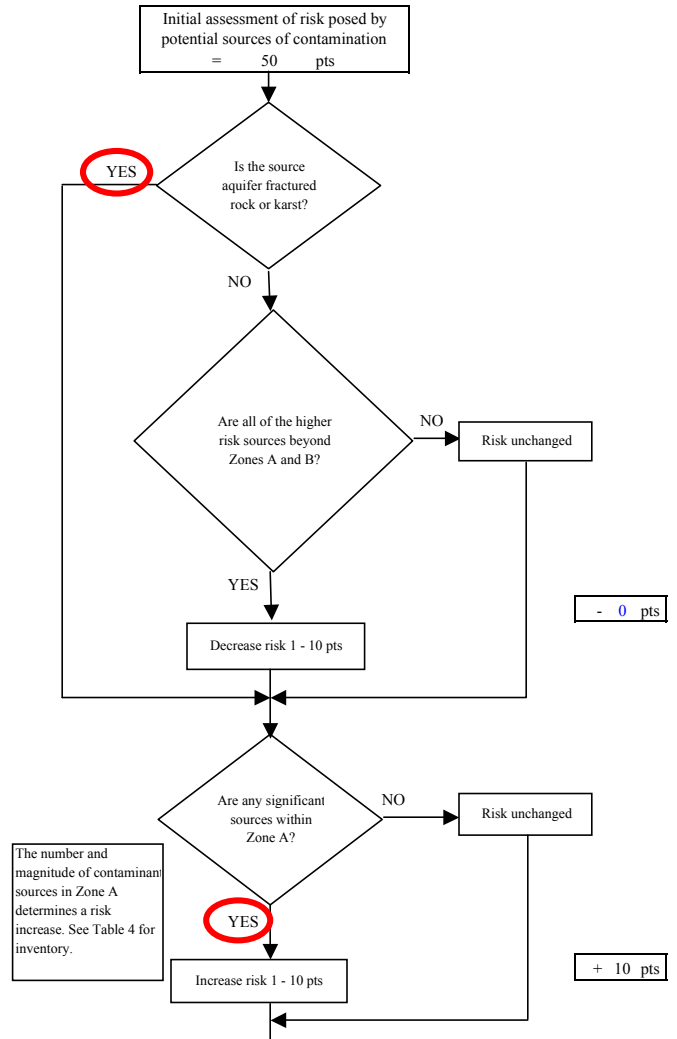 Initial assessment of risk posed by
potential sources of contamination
= 50 pts
YES
Is the source
aquifer fractured
rock or karst?
NO
Are all of the higher
risk sources beyond
Zones A and B?
NO
Risk unchanged
YES
- 0 pts
Decrease risk 1 - 10 pts
Are any significant
sources within
Zone A?
NO
Risk unchanged
The number and
magnitude of contaminant
sources in Zone A
determines a risk
increase. See Table 4 for
inventory.
YES
Increase risk 1 - 10 pts
+ 10 pts